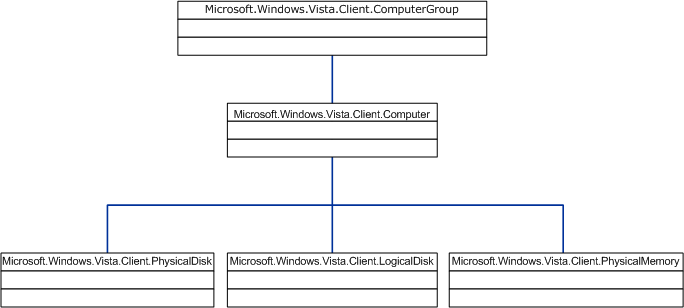 Microsoft.Windows.Vista.Client.ComputerGroup
Microsoft.Windows.Vista.Client.Computer
Microsoft.Windows.Vista.Client.PhysicalDisk
Microsoft.Windows.Vista.Client.LogicalDisk
Microsoft.Windows.Vista.Client.PhysicalMemory